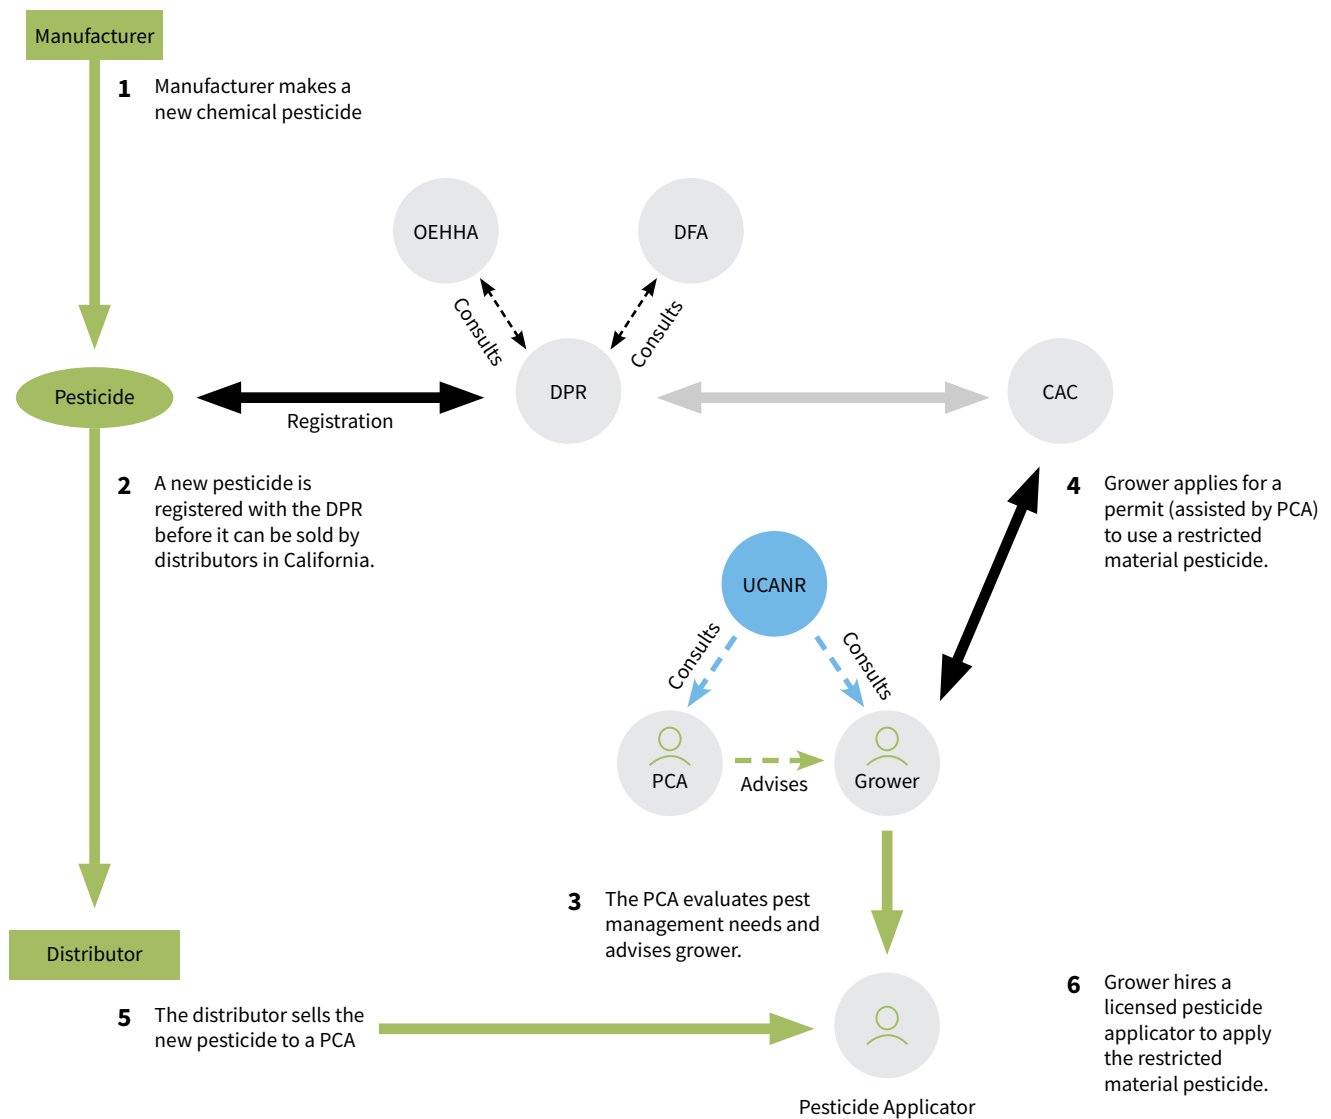 Manufacturer
1
Manufacturer makes a
new chemical pesticide
OEHHA
DFA
Consults
Consults
Pesticide
Registration
DPR
CAC
2
A new pesticide is
registered with the DPR
before it can be sold by
distributors in California.
4
Grower applies for a
permit (assisted by PCA)
to use a restricted
material pesticide.
UCANR
Consults
Consults
PCA
Advises
Grower
3
The PCA evaluates pest
management needs and
advises grower.
Distributor
5
The distributor sells the
new pesticide to a PCA
6
Grower hires a
licensed pesticide
applicator to apply
the restricted
material pesticide.
Pesticide Applicator